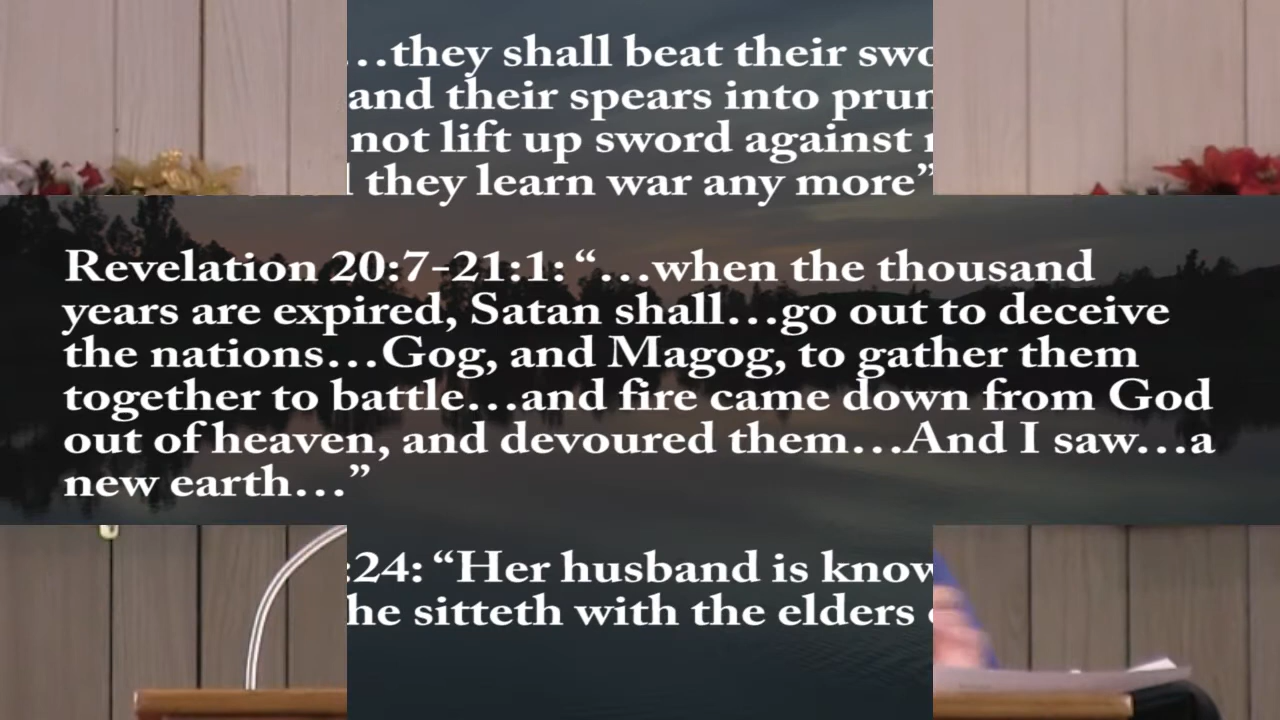 …they shall beat their
and their spears into
not lift up sword against
they learn war any more”
Revelation 20:7-21:1: “…when the thousand
years are expired, Satan shall…go out to deceive
the nations…Gog, and Magog, to gather them
together to battle…and fire came down from God
out of heaven, and devoured them…And I saw…a
new earth…”
:24: “Her husband is
he sitteth with the elders